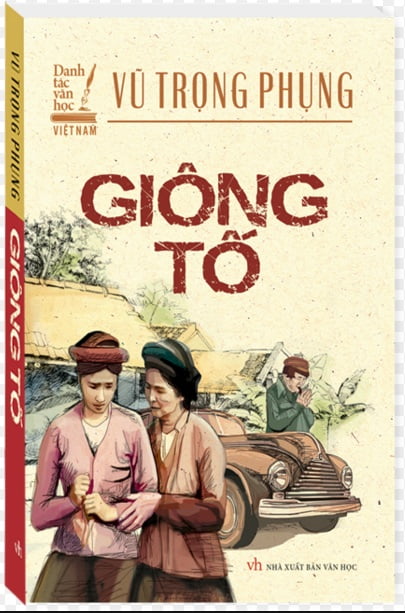 VŨ TRỌNG PHỤNG
GIÔNG TỐ
vh
Danh
tác
văn
học
VIỆT NAM
VŨ TRỌNG PHỤNG
GIÔNG
TỐ
vh NHÀ XUẤT BẢN VĂN HỌC